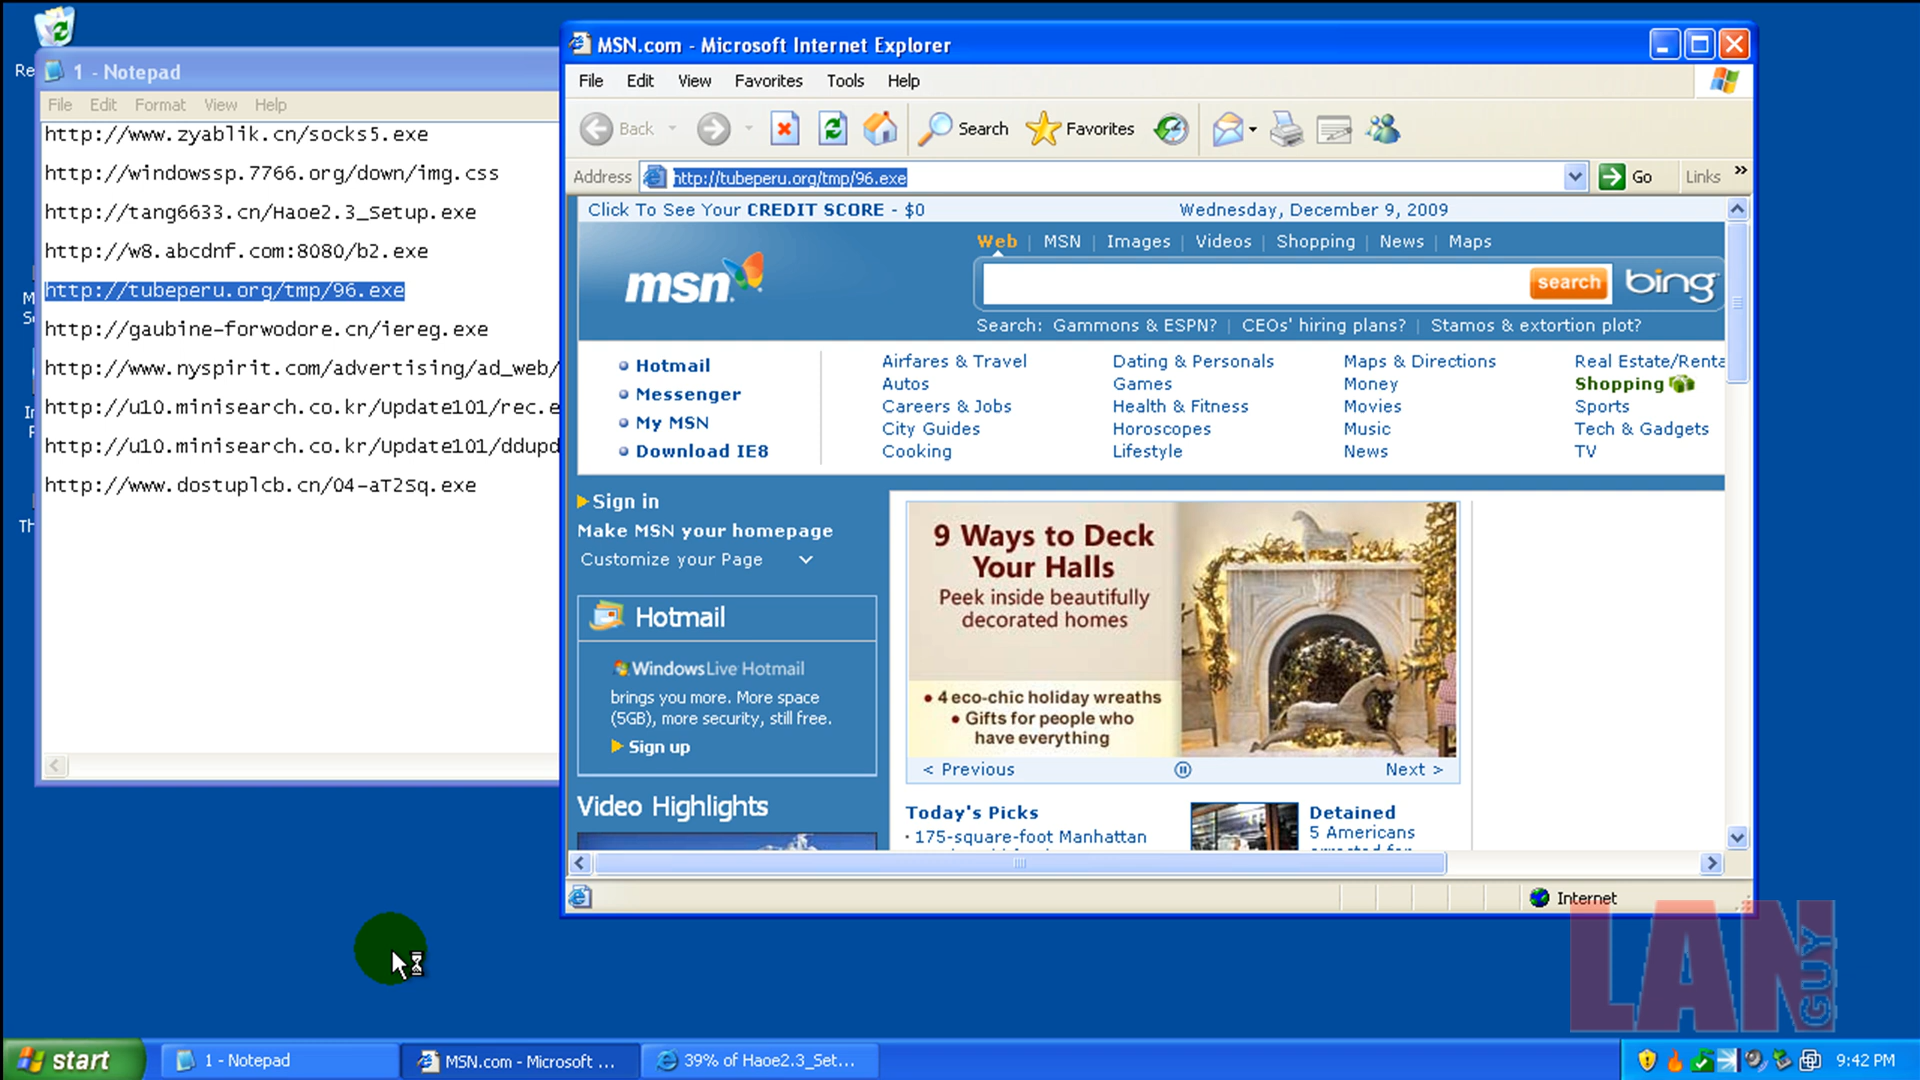 Re
1 - Notepad
File Edit Format View Help
http://www.zyablik.cn/socks5.exe
http://windowssp.7766.org/down/img.css
http://tang6633.cn/Haoe2.3_Setup.exe
http://w8.abcdnf.com:8080/b2.exe
http://tubeperu.org/tmp/96.exe
http://gaubine-forwodore.cn/iereg.exe
http://www.nyspirit.com/advertising/ad_web/
http://u10.minisearch.co.kr/Update101/rec.e
http://u10.minisearch.co.kr/Update101/ddupd
http://www.dostuplcb.cn/04-aT2Sq.exe
MSN.com - Microsoft Internet Explorer
File Edit View Favorites Tools Help
Back Search Favorites
Address http://tubeperu.org/tmp/96.exe Go Links »
Click To See Your CREDIT SCORE - $0 Wednesday, December 9, 2009
Web | MSN | Images | Videos | Shopping | News | Maps
msn search bing
Search: Gammons & ESPN? | CEOs' hiring plans? | Stamos & extortion plot?
Hotmail
Messenger
My MSN
Download IE8
Airfares & Travel
Autos
Careers & Jobs
City Guides
Cooking
Dating & Personals
Games
Health & Fitness
Horoscopes
Lifestyle
Maps & Directions
Money
Movies
Music
News
Real Estate/Renta
Shopping
Sports
Tech & Gadgets
TV
Sign in
Make MSN your homepage
Customize your Page
Hotmail
Windows Live Hotmail
brings you more. More space
(5GB), more security, still free.
Sign up
Video Highlights
9 Ways to Deck
Your Halls
Peek inside beautifully
decorated homes
• 4 eco-chic holiday wreaths
• Gifts for people who
have everything
< Previous Next >
Today's Picks
· 175-square-foot Manhattan
Detained
5 Americans
Internet
LAN GUY
start 1 - Notepad MSN.com - Microsoft ... 39% of Haoe2.3_Set... 9:42 PM